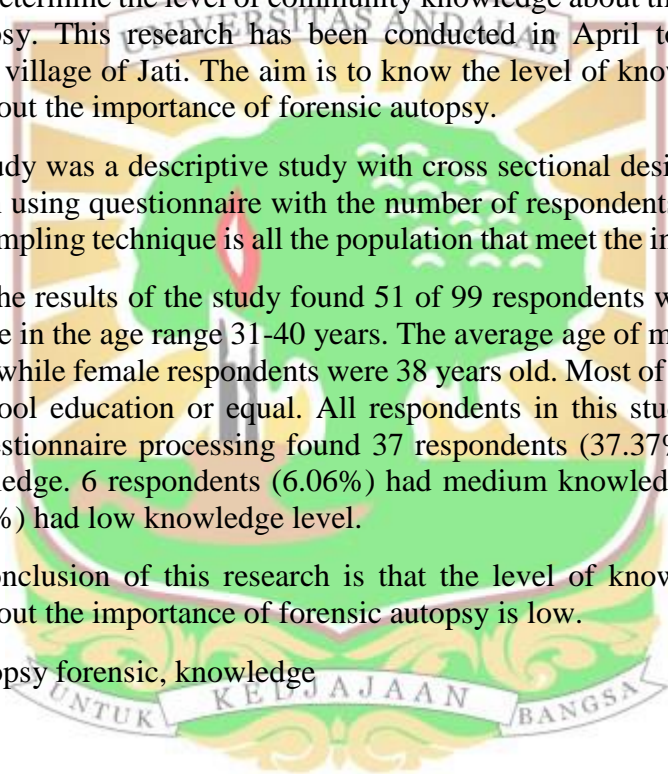 etermine the level of community knowledge about th
UNIVERSITAS ANDALAS
psy. This research has been conducted in April to
village of Jati. The aim is to know the level of know
out the importance of forensic autopsy.
udy was a descriptive study with cross sectional desi
using questionnaire with the number of respondent
mpling technique is all the population that meet the in
he results of the study found 51 of 99 respondents w
e in the age range 31-40 years. The average age of m
while female respondents were 38 years old. Most of
ool education or equal. All respondents in this stu
estionnaire processing found 37 respondents (37.37%
ledge. 6 respondents (6.06%) had medium knowled
%) had low knowledge level.
onclusion of this research is that the level of know
out the importance of forensic autopsy is low.
opsy forensic, knowledge
UNTUK KEDJAJAAN BANGSA